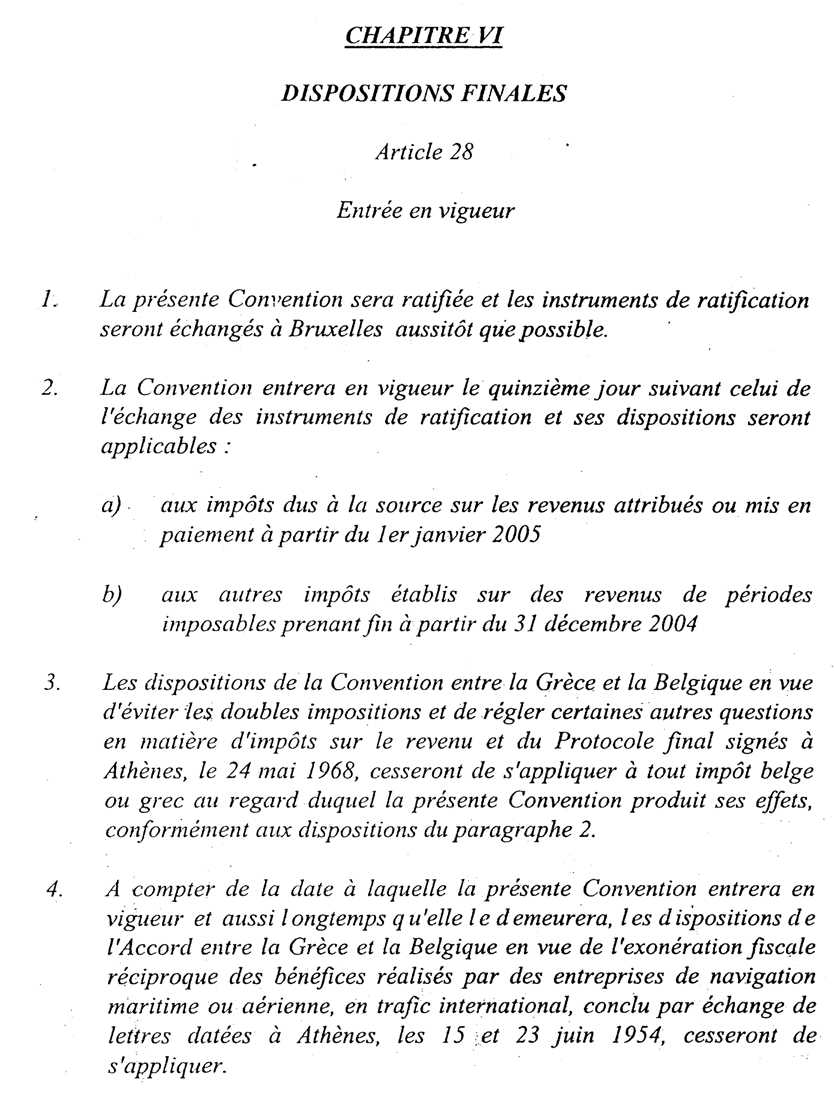 CHAPITRE VI
DISPOSITIONS FINALES
Article 28
Entrée en vigueur
1. La présente Convention sera ratifiée et les instruments de ratification
seront échangés à Bruxelles aussitôt que possible.
2. La Convention entrera en vigueur le quinzième jour suivant celui de
l'échange des instruments de ratification et ses dispositions seront
applicables :
a) aux impôts dus à la source sur les revenus attribués ou mis en
paiement à partir du 1er janvier 2005
b) aux autres impôts établis sur des revenus de périodes
imposables prenant fin à partir du 31 décembre 2004
3. Les dispositions de la Convention entre la Grèce et la Belgique en vue
d'éviter les doubles impositions et de régler certaines autres questions
en matière d'impôts sur le revenu et du Protocole final signés à
Athènes, le 24 mai 1968, cesseront de s'appliquer à tout impôt belge
ou grec au regard duquel la présente Convention produit ses effets,
conformément aux dispositions du paragraphe 2.
4. A compter de la date à laquelle la présente Convention entrera en
vigueur et aussi longtemps qu'elle le demeurera, les dispositions de
l'Accord entre la Grèce et la Belgique en vue de l'exonération fiscale
réciproque des bénéfices réalisés par des entreprises de navigation
maritime ou aérienne, en trafic international, conclu par échange de
lettres datées à Athènes, les 15 et 23 juin 1954, cesseront de
s'appliquer.